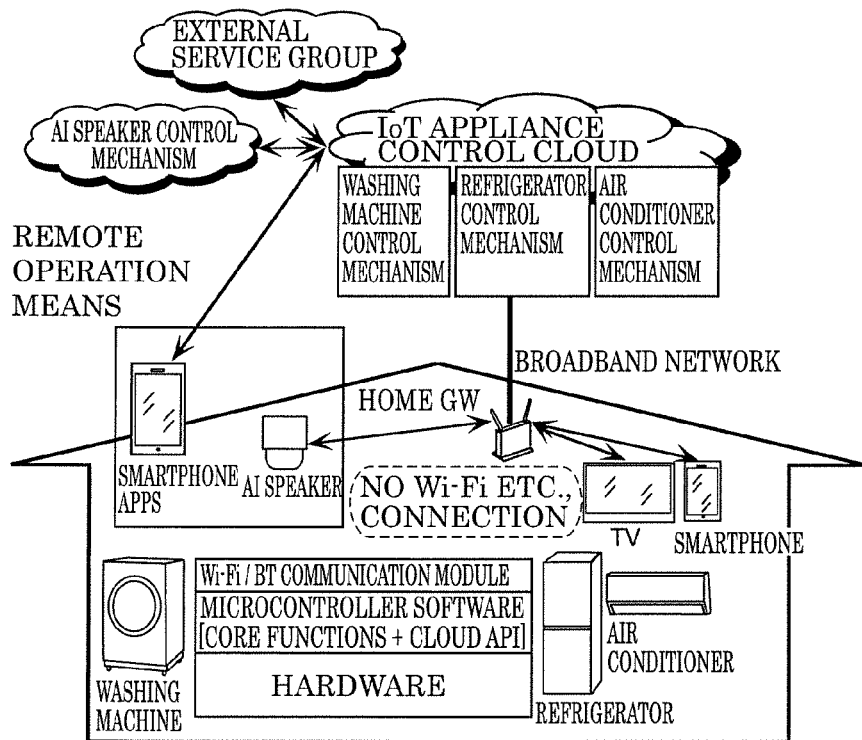 EXTERNAL
SERVICE GROUP
AI SPEAKER CONTROL
MECHANISM
IoT APPLIANCE
CONTROL CLOUD
WASHING
MACHINE
CONTROL
MECHANISM
REFRIGERATOR
CONTROL
MECHANISM
AIR
CONDITIONER
CONTROL
MECHANISM
REMOTE
OPERATION
MEANS
BROADBAND NETWORK
HOME GW
SMARTPHONE
APPS
AI SPEAKER
NO Wi-Fi ETC.,
CONNECTION
TV
SMARTPHONE
Wi-Fi / BT COMMUNICATION MODULE
MICROCONTROLLER SOFTWARE
[CORE FUNCTIONS + CLOUD API]
HARDWARE
WASHING
MACHINE
REFRIGERATOR
AIR
CONDITIONER